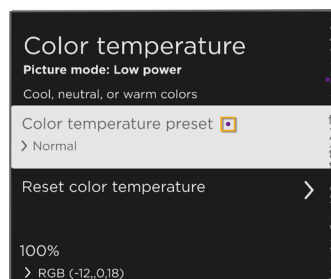 Color temperature
Picture mode: Low power
Cool, neutral, or warm colors
Color temperature preset
Normal
Reset color temperature
100%
RGB (-12,,0,18)